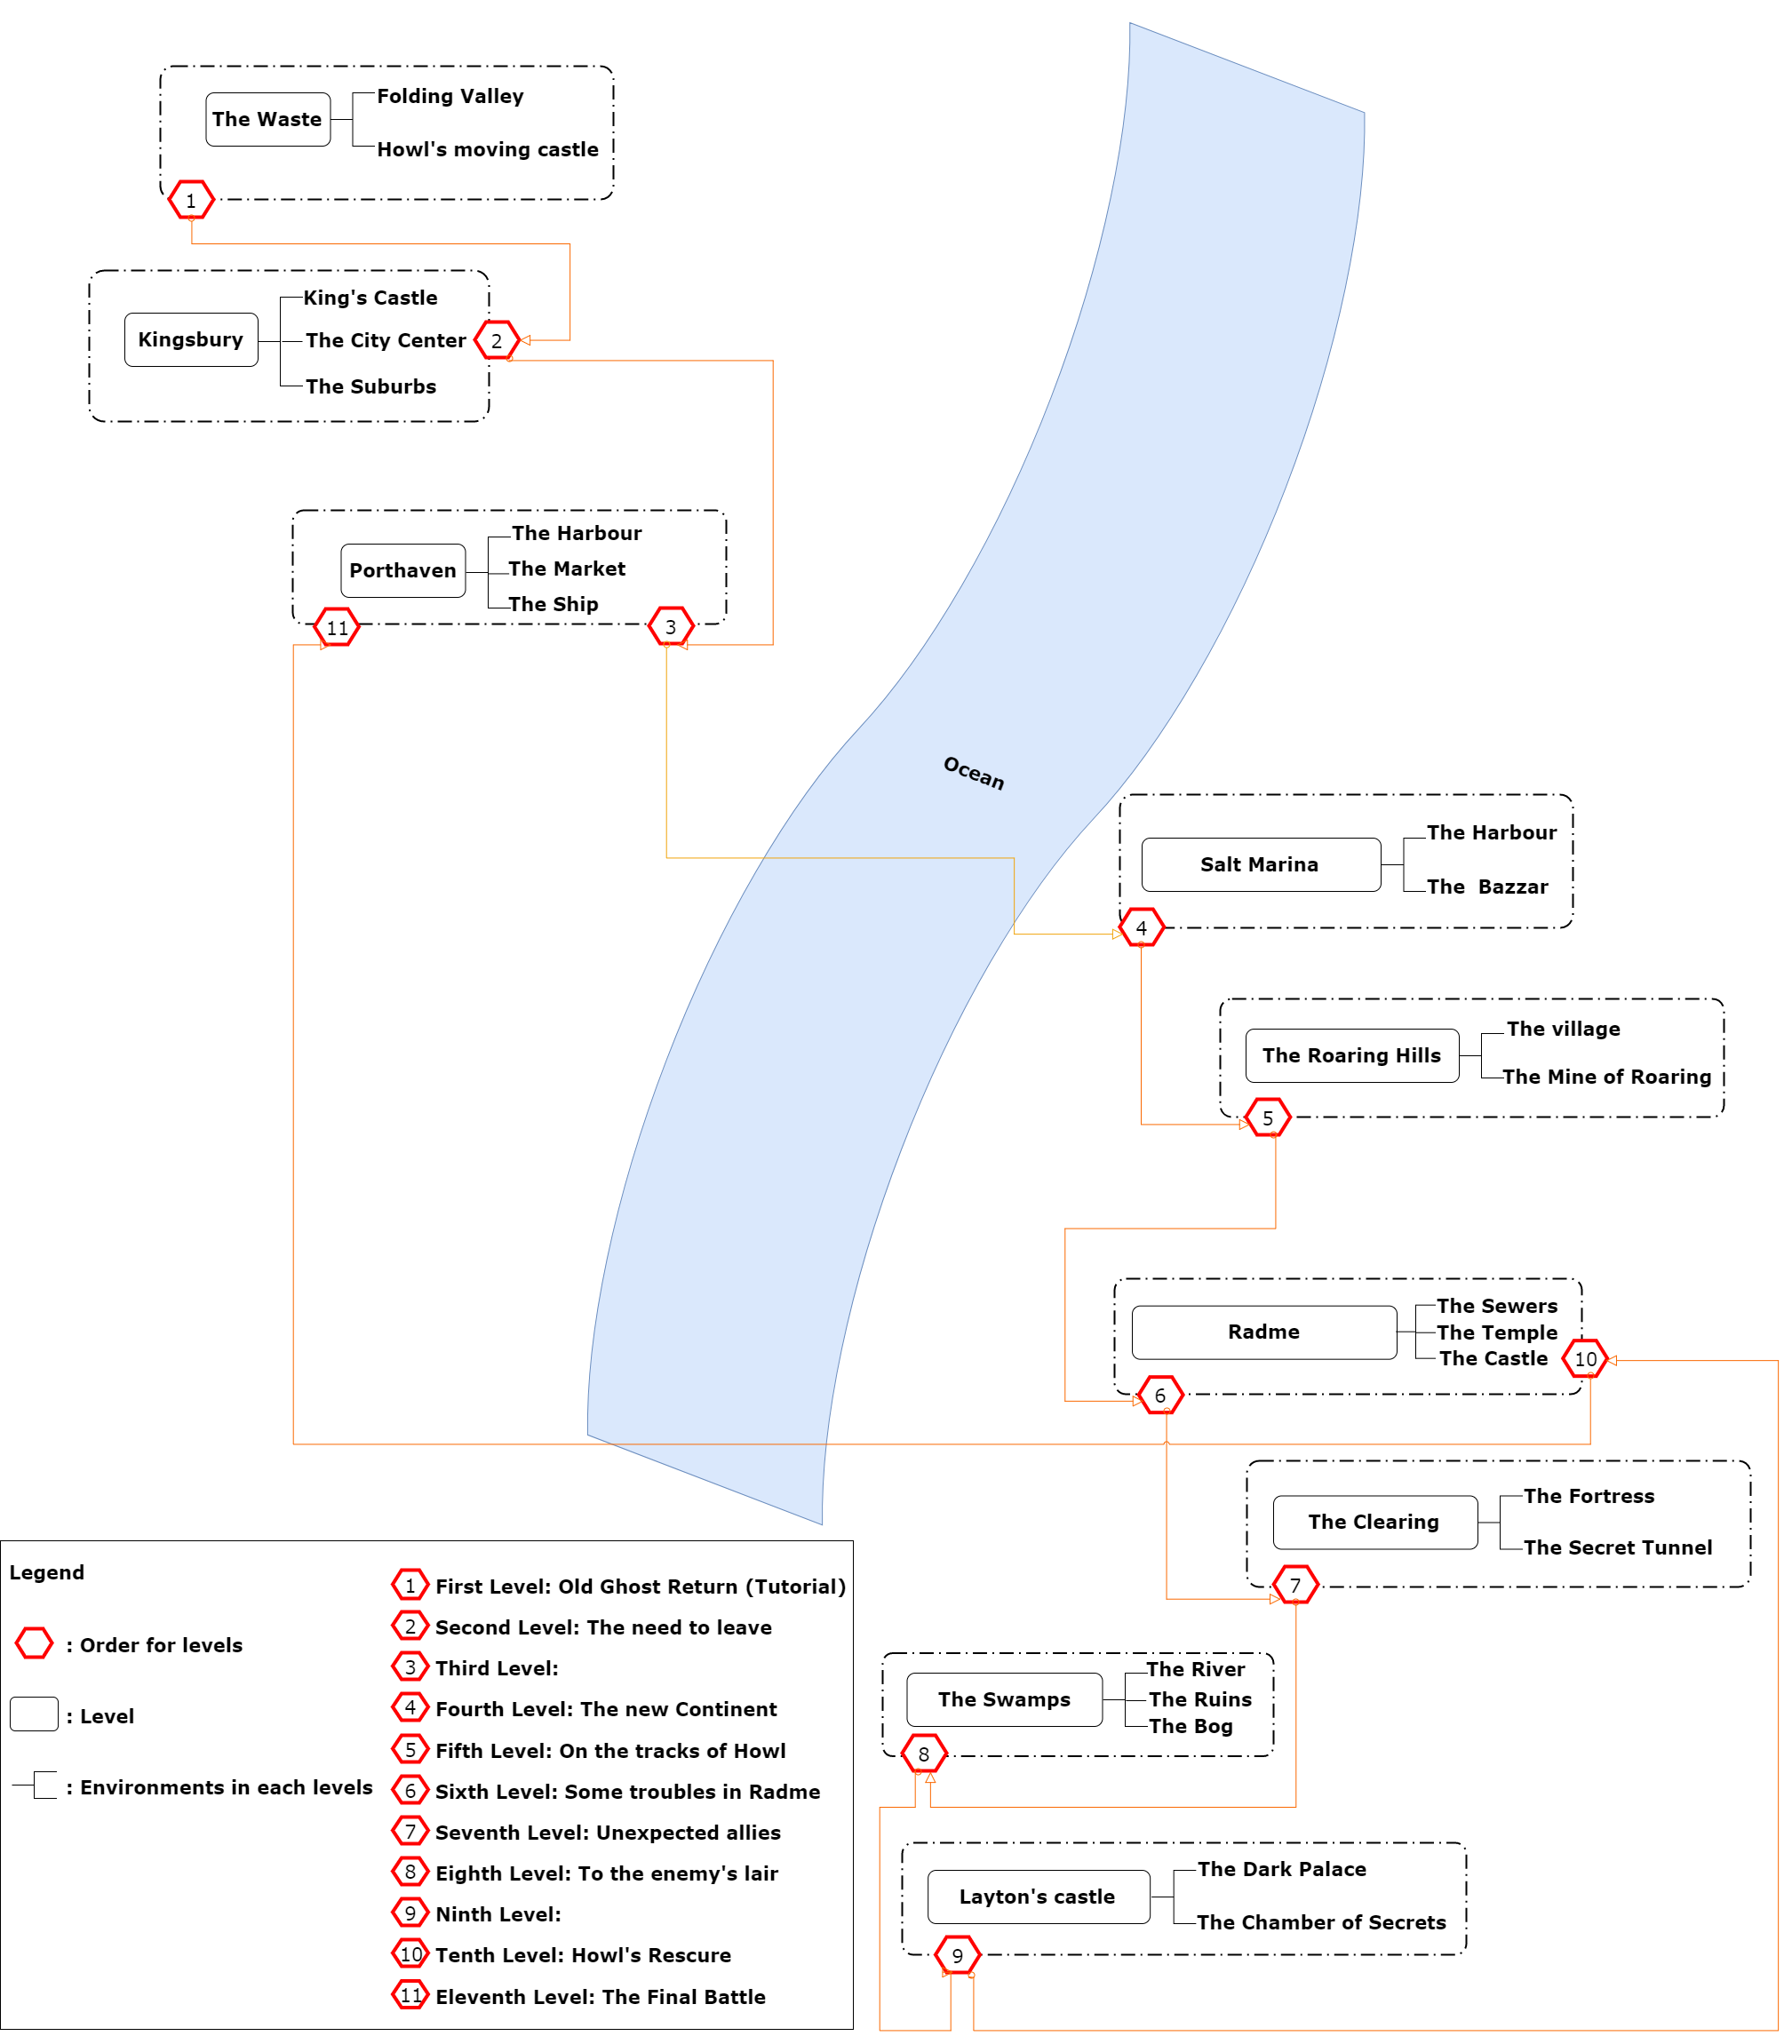 The Waste
Folding Valley
Howl's moving castle
1
Kingsbury
King's Castle
The City Center
The Suburbs
2
Porthaven
The Harbour
The Market
The Ship
11
3
Ocean
Salt Marina
The Harbour
The  Bazzar
4
The Roaring Hills
The village
The Mine of Roaring
5
Radme
The Sewers
The Temple
The Castle
10
6
The Clearing
The Fortress
The Secret Tunnel
7
The Swamps
The River
The Ruins
The Bog
8
Layton's castle
The Dark Palace
The Chamber of Secrets
9
Legend
: Order for levels
: Level
: Environments in each levels
1 First Level: Old Ghost Return (Tutorial)
2 Second Level: The need to leave
3 Third Level:
4 Fourth Level: The new Continent
5 Fifth Level: On the tracks of Howl
6 Sixth Level: Some troubles in Radme
7 Seventh Level: Unexpected allies
8 Eighth Level: To the enemy's lair
9 Ninth Level:
10 Tenth Level: Howl's Rescure
11 Eleventh Level: The Final Battle